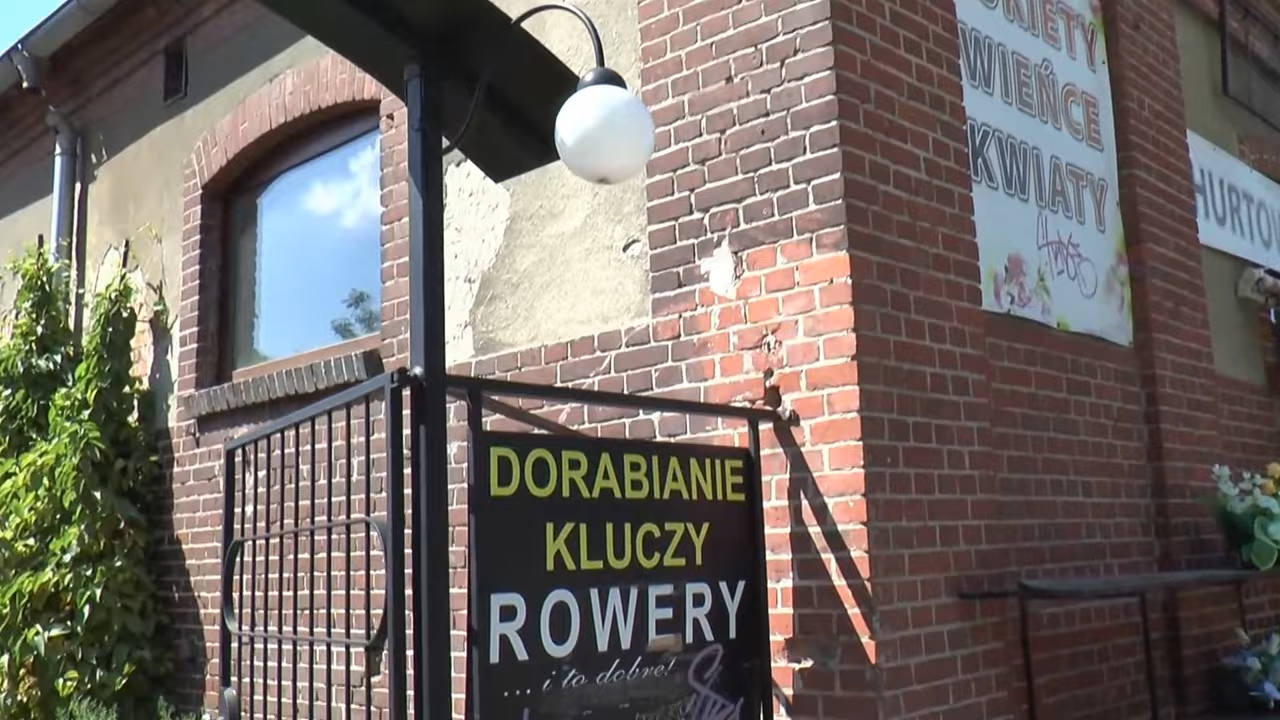 WIEŃCE
KWIATY
DORABIANIE
KLUCZY
ROWERY
... i to dobre!